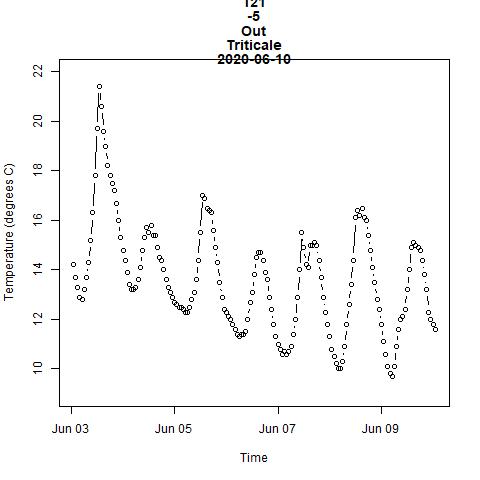 121
-5
Out
Triticale
2020-06-10
Temperature (degrees C)
22
20
18
16
14
12
10
Jun 03
Jun 05
Jun 07
Jun 09
Time